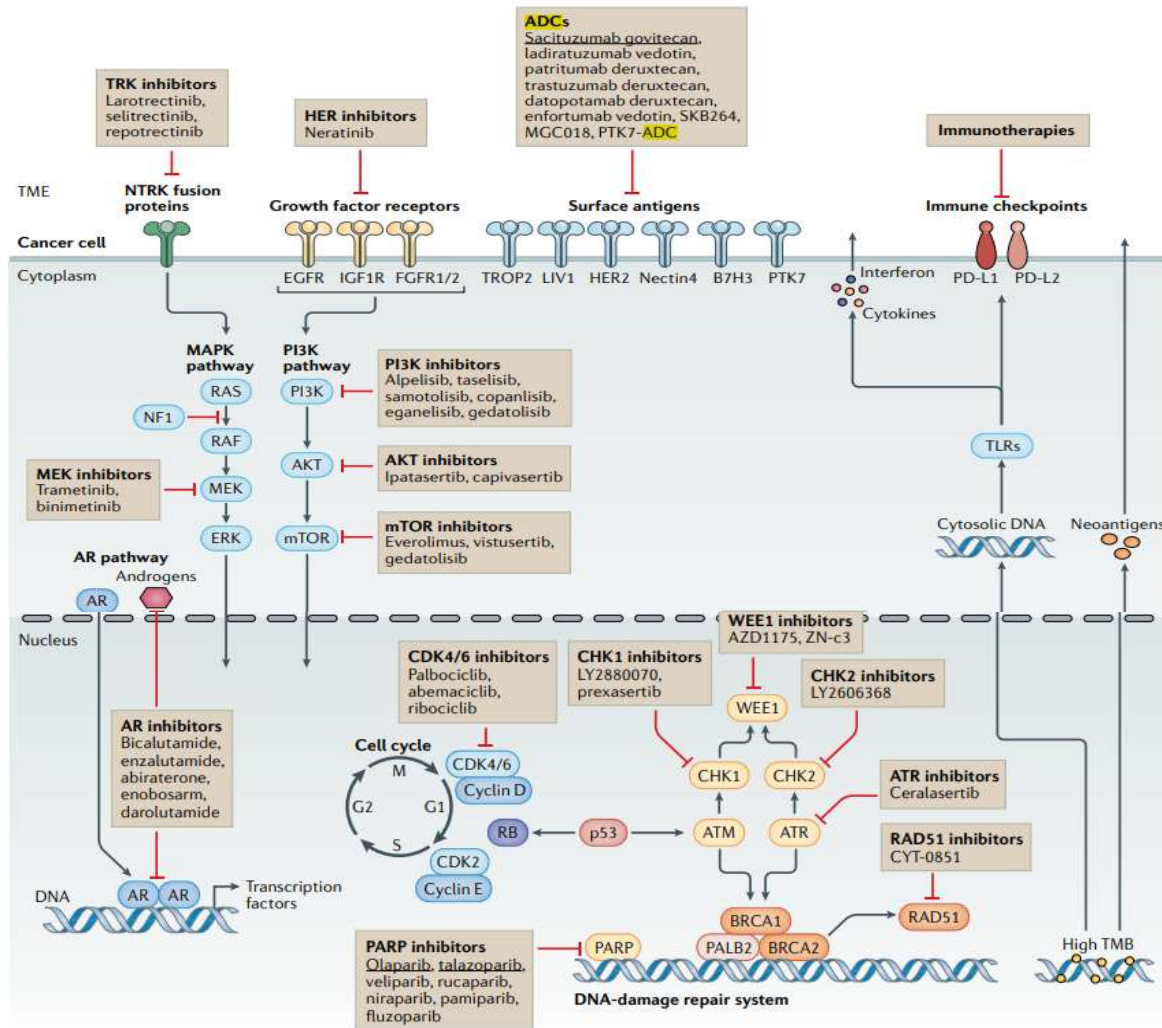 ADCs
Sacituzumab govitecan,
ladiratuzumab vedotin,
patritumab deruxtecan,
trastuzumab deruxtecan,
datopotamab deruxtecan,
enfortumab vedotin, SKB264,
MGC018, PTK7-ADC
TRK inhibitors
Larotrectinib,
selitrectinib,
repotrectinib
HER inhibitors
Neratinib
Immunotherapies
TME
NTRK fusion
proteins
Growth factor receptors
Surface antigens
Immune checkpoints
Cancer cell
Cytoplasm
EGFR
IGF1R
FGFR1/2
TROP2
LIV1
HER2
Nectin4
B7H3
PTK7
Interferon
Cytokines
PD-L1
PD-L2
MAPK
pathway
PI3K
pathway
RAS
NF1
RAF
MEK
ERK
PI3K
AKT
mTOR
PI3K inhibitors
Alpelisib, taselisib,
samotolisib, copanlisib,
eganelisib, gedatolisib
AKT inhibitors
Ipatasertib, capivasertib
mTOR inhibitors
Everolimus, vistusertib,
gedatolisib
MEK inhibitors
Trametinib,
binimetinib
TLRs
Cytosolic DNA
Neoantigens
AR pathway
Androgens
AR
Nucleus
WEE1 inhibitors
AZD1175, ZN-c3
CDK4/6 inhibitors
Palbociclib,
abemaciclib,
ribociclib
CHK1 inhibitors
LY2880070,
prexasertib
CHK2 inhibitors
LY2606368
WEE1
AR inhibitors
Bicalutamide,
enzalutamide,
abiraterone,
enobosarm,
darolutamide
Cell cycle
M
G1
S
G2
CDK4/6
Cyclin D
CDK2
Cyclin E
RB
p53
CHK1
CHK2
ATM
ATR
ATR inhibitors
Ceralasertib
RAD51 inhibitors
CYT-0851
DNA
AR
AR
Transcription
factors
PARP inhibitors
Olaparib, talazoparib,
veliparib, rucaparib,
niraparib, pamiparib,
fluzoparib
PARP
BRCA1
PALB2
BRCA2
RAD51
High TMB
DNA-damage repair system